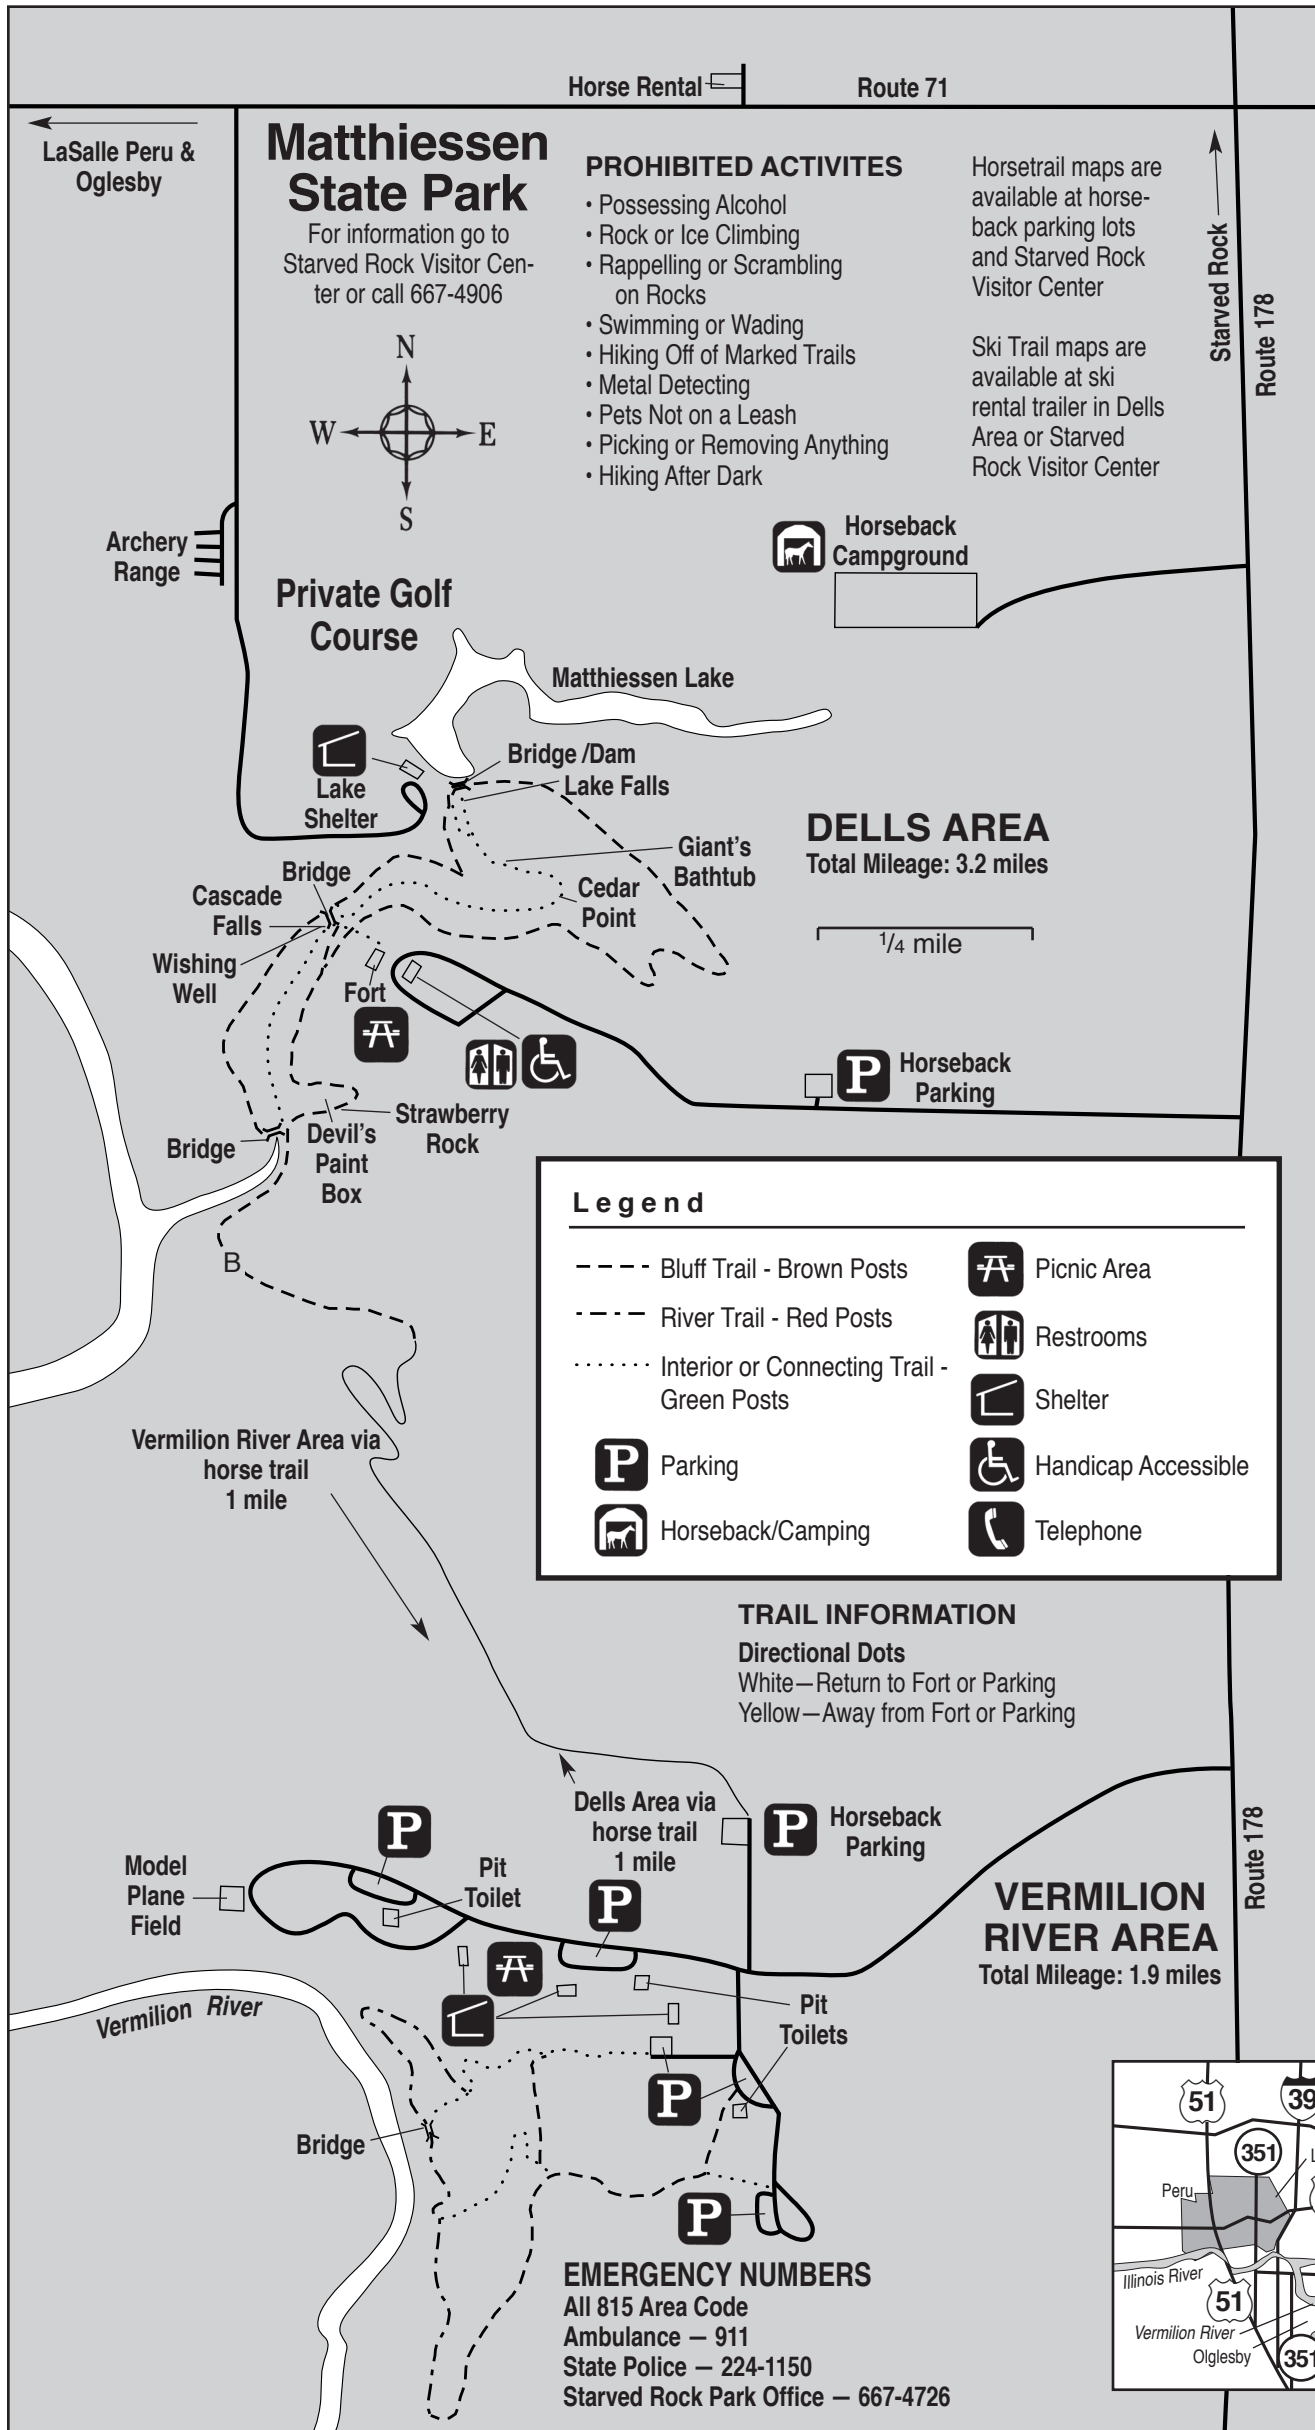 Horse Rental
Route 71
LaSalle Peru &
Oglesby
Matthiessen
State Park
For information go to
Starved Rock Visitor Cen-
ter or call 667-4906
N
W
E
S
PROHIBITED ACTIVITES
• Possessing Alcohol
• Rock or Ice Climbing
• Rappelling or Scrambling
on Rocks
• Swimming or Wading
• Hiking Off of Marked Trails
• Metal Detecting
• Pets Not on a Leash
• Picking or Removing Anything
• Hiking After Dark
Horsetrail maps are
available at horse-
back parking lots
and Starved Rock
Visitor Center
Ski Trail maps are
available at ski
rental trailer in Dells
Area or Starved
Rock Visitor Center
Starved Rock
Route 178
Archery
Range
Horseback
Campground
Private Golf
Course
Matthiessen Lake
Lake
Shelter
Bridge /Dam
Lake Falls
DELLS AREA
Total Mileage: 3.2 miles
Giant's
Bathtub
Bridge
Cascade
Falls
Cedar
Point
1/4 mile
Wishing
Well
Fort
P
Horseback
Parking
Strawberry
Rock
Bridge
Devil's
Paint
Box
B
Legend
Bluff Trail - Brown Posts
River Trail - Red Posts
Interior or Connecting Trail -
Green Posts
P
Parking
Horseback/Camping
Picnic Area
Restrooms
Shelter
Handicap Accessible
Telephone
Vermilion River Area via
horse trail
1 mile
TRAIL INFORMATION
Directional Dots
White—Return to Fort or Parking
Yellow—Away from Fort or Parking
Dells Area via
horse trail
1 mile
P
Horseback
Parking
P
Model
Plane
Field
Pit
Toilet
P
Route 178
VERMILION
RIVER AREA
Total Mileage: 1.9 miles
Vermilion River
Pit
Toilets
P
Bridge
P
EMERGENCY NUMBERS
All 815 Area Code
Ambulance — 911
State Police — 224-1150
Starved Rock Park Office — 667-4726
51
39
351
L
Peru
Illinois River
51
Vermilion River
Olglesby
351